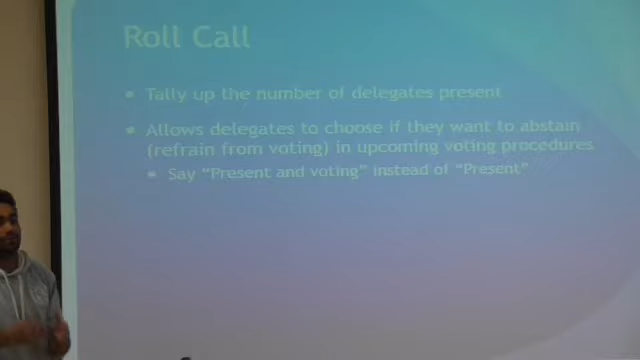 Roll Call
Tally up the number of delegates present
Allows delegates to choose if they want to abstain
(refrain from voting) in upcoming voting procedures
Say “Present and voting” instead of “Present”